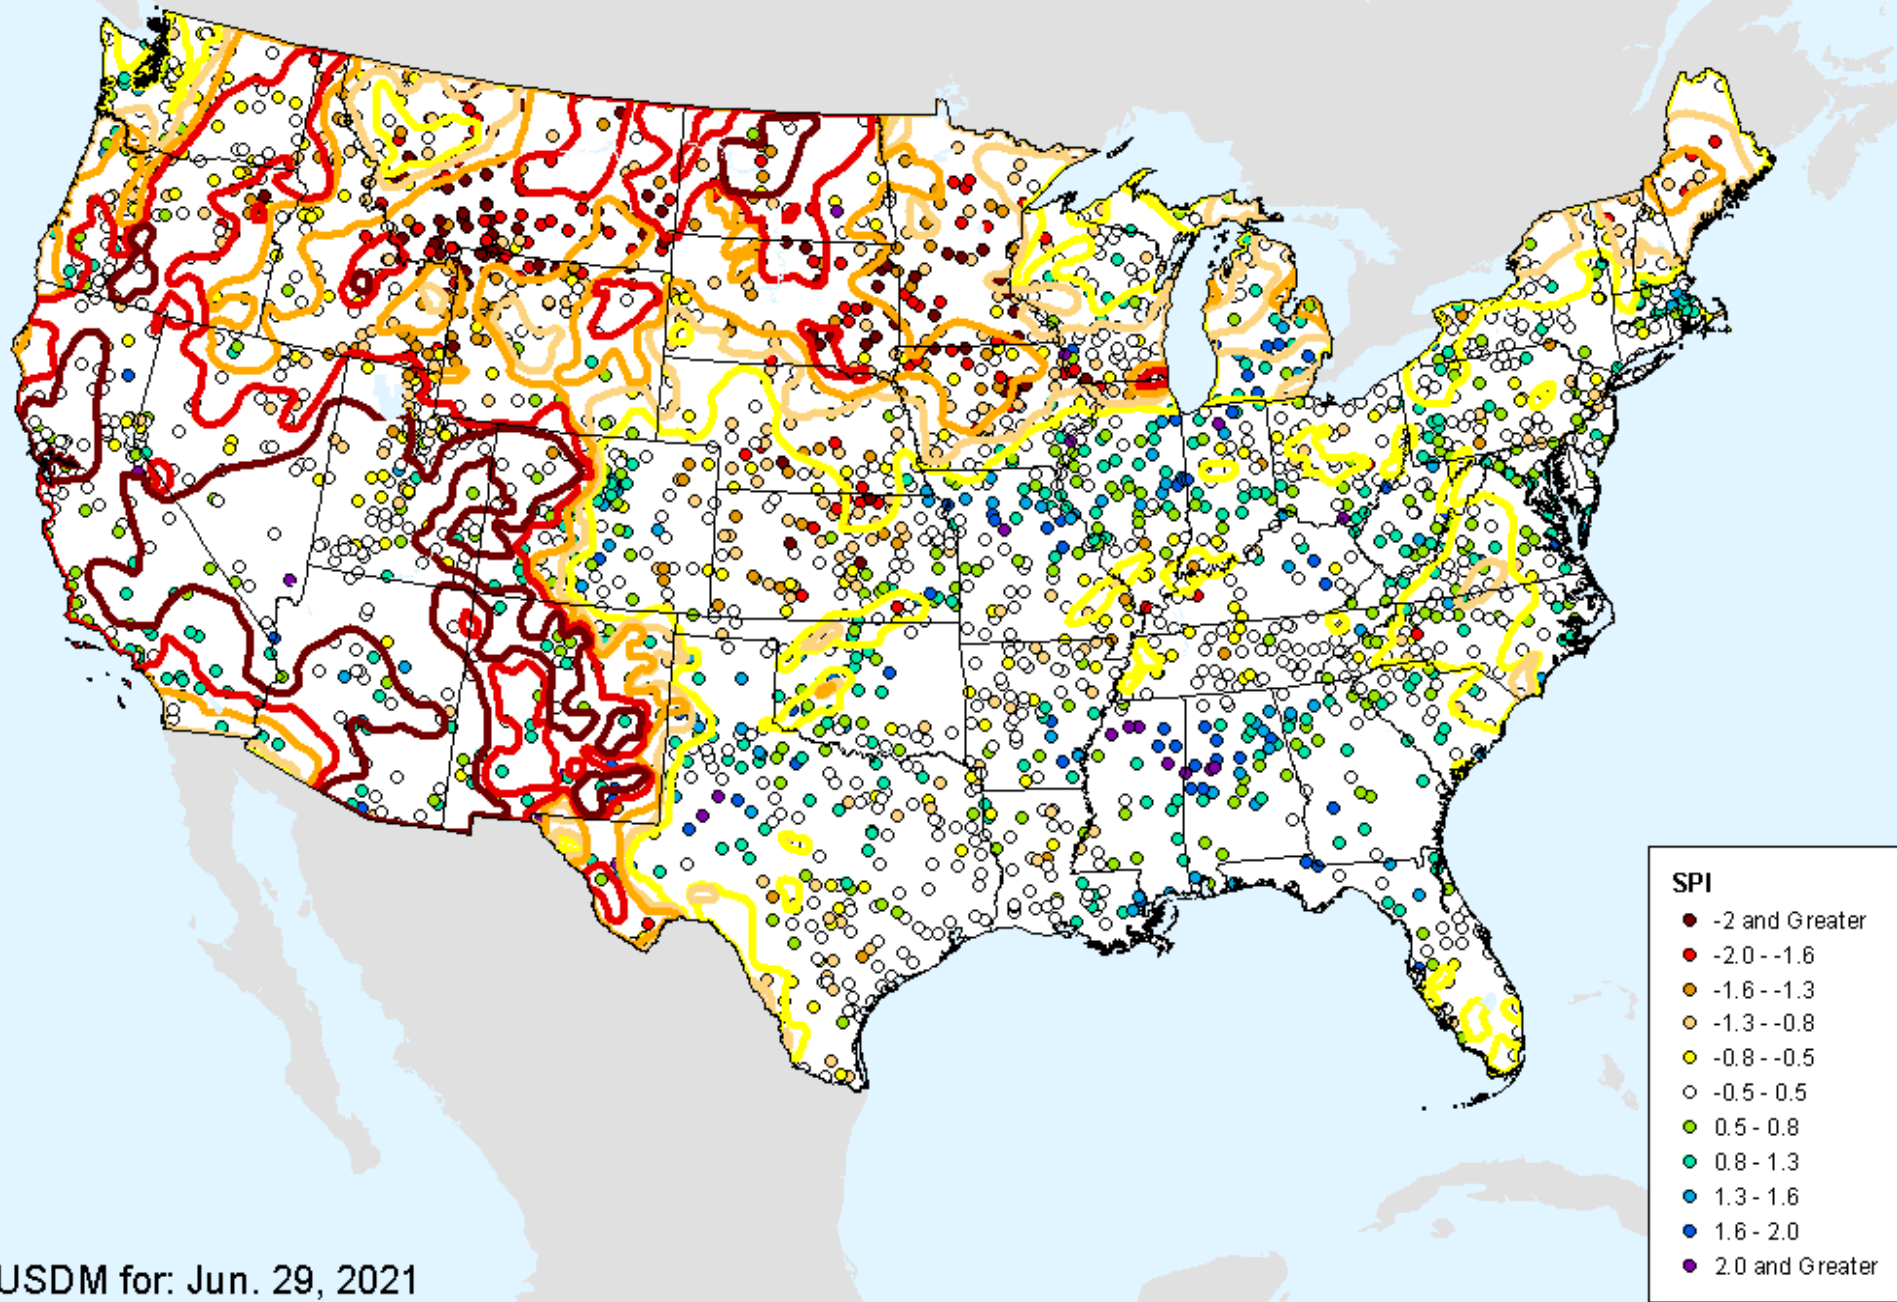 SPI
-2 and Greater
-2.0 - -1.6
-1.6 - -1.3
-1.3 - -0.8
-0.8 - -0.5
-0.5 - 0.5
0.5 - 0.8
0.8 - 1.3
1.3 - 1.6
1.6 - 2.0
2.0 and Greater
USDM for: Jun. 29, 2021